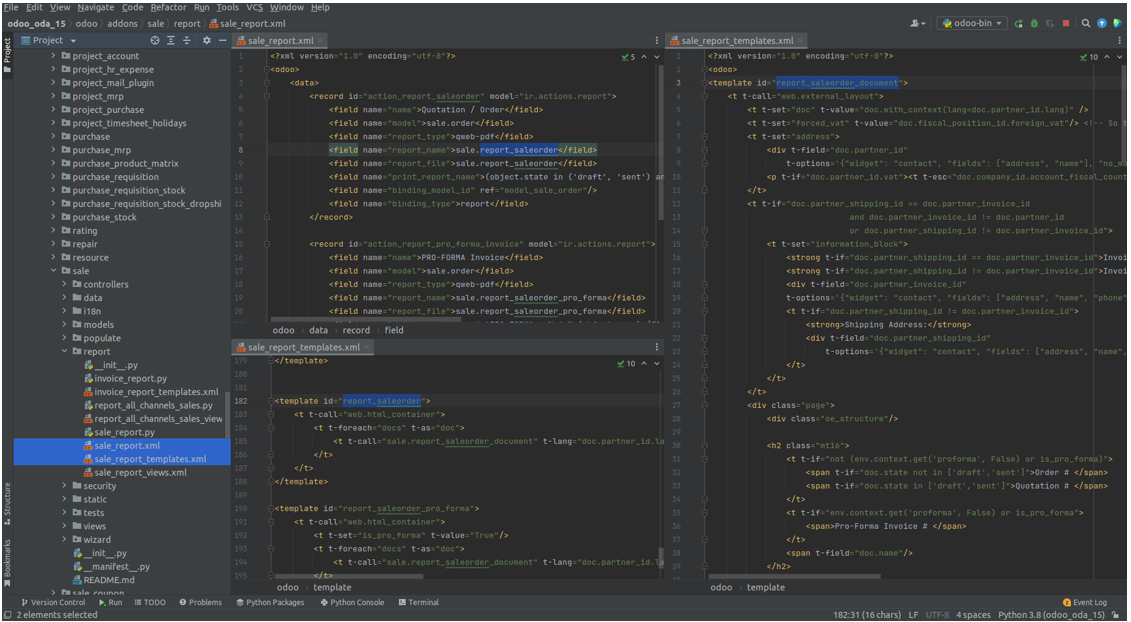 File Edit View Navigate Code Refactor Run Tools VCS Window Help
odoo_oda_15 odoo addons sale report sale_report.xml odoo-bin
Project
Project
project_account
project_hr_expense
project_mail_plugin
project_mrp
project_purchase
project_timesheet_holidays
purchase
purchase_mrp
purchase_product_matrix
purchase_requisition
purchase_requisition_stock
purchase_requisition_stock_dropshi
purchase_stock
rating
repair
resource
sale
controllers
data
i18n
models
populate
report
__init__.py
invoice_report.py
invoice_report_templates.xml
report_all_channels_sales.py
report_all_channels_sales_view
sale_report.py
sale_report.xml
sale_report_templates.xml
sale_report_views.xml
security
static
tests
views
wizard
__init__.py
__manifest__.py
README.md
sale_coupon
Structure
Bookmarks
sale_report.xml
5
1 <?xml version="1.0" encoding="utf-8"?>
2 <odoo>
3 <data>
4 <record id="action_report_saleorder" model="ir.actions.report">
5 <field name="name">Quotation / Order</field>
6 <field name="model">sale.order</field>
7 <field name="report_type">qweb-pdf</field>
8 <field name="report_name">sale.report_saleorder</field>
9 <field name="report_file">sale.report_saleorder</field>
10 <field name="print_report_name">(object.state in ('draft', 'sent') an
11 <field name="binding_model_id" ref="model_sale_order"/>
12 <field name="binding_type">report</field>
13 </record>
14
15 <record id="action_report_pro_forma_invoice" model="ir.actions.report">
16 <field name="name">PRO-FORMA Invoice</field>
17 <field name="model">sale.order</field>
18 <field name="report_type">qweb-pdf</field>
19 <field name="report_name">sale.report_saleorder_pro_forma</field>
20 <field name="report_file">sale.report_saleorder_pro_forma</field>
odoo data record field
sale_report_templates.xml
10
179 </template>
180
181
182 <template id="report_saleorder">
183 <t t-call="web.html_container">
184 <t t-foreach="docs" t-as="doc">
185 <t t-call="sale.report_saleorder_document" t-lang="doc.partner_id.la
186 </t>
187 </t>
188 </template>
189
190 <template id="report_saleorder_pro_forma">
191 <t t-call="web.html_container">
192 <t t-set="is_pro_forma" t-value="True"/>
193 <t t-foreach="docs" t-as="doc">
194 <t t-call="sale.report_saleorder_document" t-lang="doc.partner_id.la
195 </t>
odoo template
sale_report_templates.xml
10
1 <?xml version="1.0" encoding="utf-8"?>
2 <odoo>
3 <template id="report_saleorder_document">
4 <t t-call="web.external_layout">
5 <t t-set="doc" t-value="doc.with_context(lang=doc.partner_id.lang)" />
6 <t t-set="forced_vat" t-value="doc.fiscal_position_id.foreign_vat"/> <!-- So t
7 <t t-set="address">
8 <div t-field="doc.partner_id"
9 t-options='{"widget": "contact", "fields": ["address", "name"], "no_m
10 <p t-if="doc.partner_id.vat"><t t-esc="doc.company_id.account_fiscal_count
11 </t>
12 <t t-if="doc.partner_shipping_id == doc.partner_invoice_id
13 and doc.partner_invoice_id != doc.partner_id
14 or doc.partner_shipping_id != doc.partner_invoice_id">
15 <t t-set="information_block">
16 <strong t-if="doc.partner_shipping_id == doc.partner_invoice_id">Invoi
17 <strong t-if="doc.partner_shipping_id != doc.partner_invoice_id">Invoi
18 <div t-field="doc.partner_invoice_id"
19 t-options='{"widget": "contact", "fields": ["address", "name", "phone"
20 <t t-if="doc.partner_shipping_id != doc.partner_invoice_id">
21 <strong>Shipping Address:</strong>
22 <div t-field="doc.partner_shipping_id"
23 t-options='{"widget": "contact", "fields": ["address", "name",
24 </t>
25 </t>
26 </t>
27 <div class="page">
28 <div class="oe_structure"/>
29
30 <h2 class="mt16">
31 <t t-if="not (env.context.get('proforma', False) or is_pro_forma)">
32 <span t-if="doc.state not in ['draft','sent']">Order # </span>
33 <span t-if="doc.state in ['draft','sent']">Quotation # </span>
34 </t>
35 <t t-if="env.context.get('proforma', False) or is_pro_forma">
36 <span>Pro-Forma Invoice # </span>
37 </t>
38 <span t-field="doc.name"/>
39 </h2>
odoo template
Version Control Run TODO Problems Python Packages Python Console Terminal Event Log
2 elements selected 182:31 (16 chars) LF UTF-8 4 spaces Python 3.8 (odoo_oda_15)